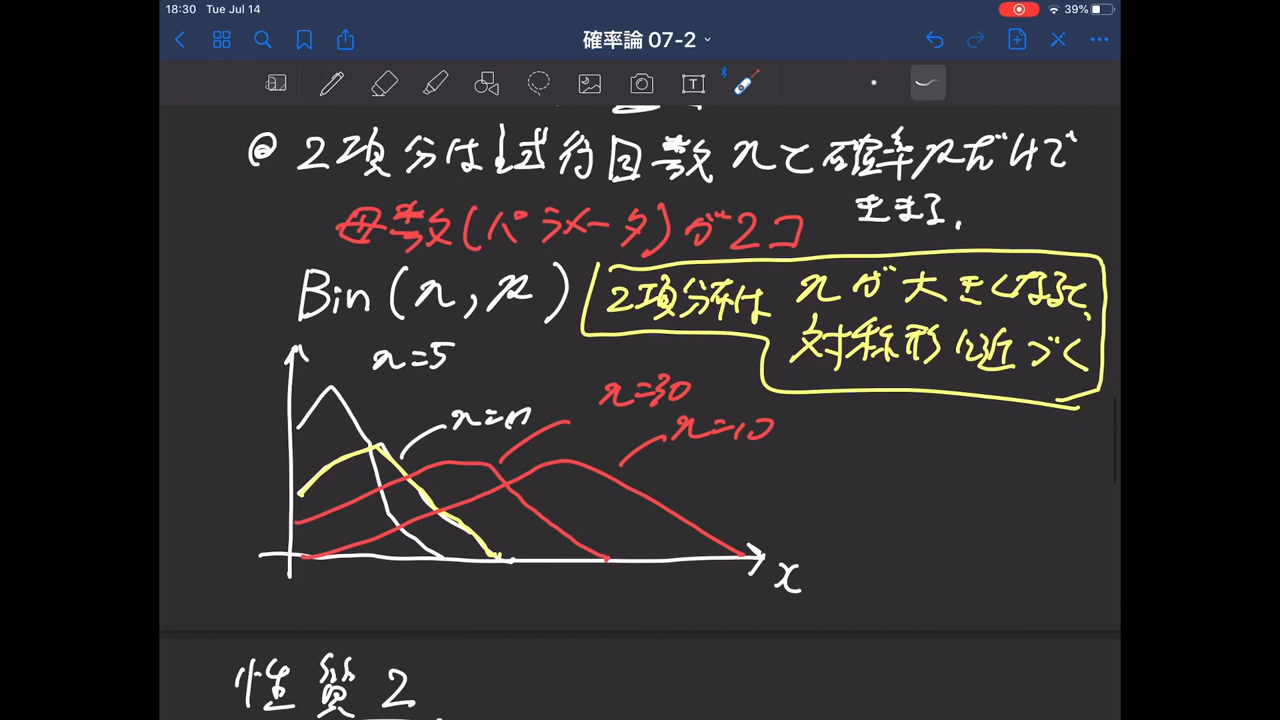 18:30 Tue Jul 14
39%
確率論 07-2
T
@ 2項分は試行回数 n と確率 p だけで
きまる.
母数(パラメータ)が2コ
Bin(n, p)
2項分布は n が大きくなると、
対称形に近づく
n=5
n=30
n=10
x
性質2